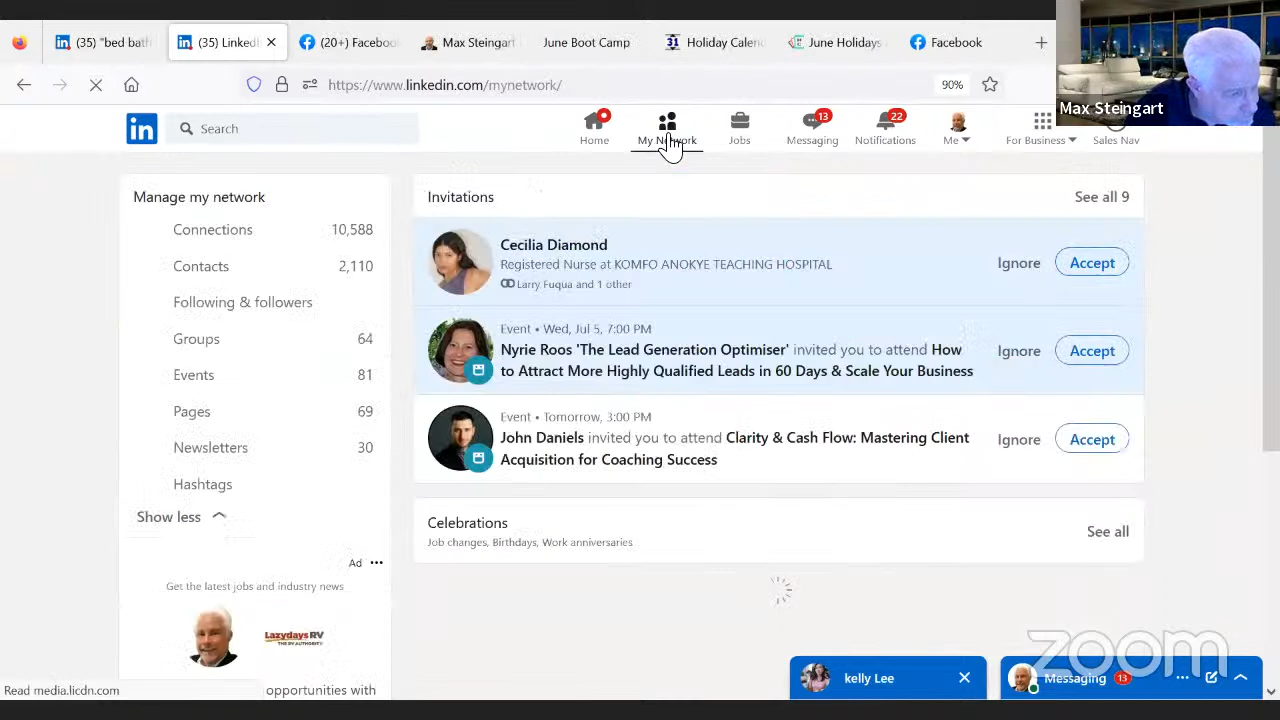 (35) "bed bath
(35) LinkedI
(20+) Facebo
Max Steingart
June Boot Camp
31 Holiday Calen
June Holidays
Facebook
https://www.linkedin.com/mynetwork/
90%
Max Steingart
in
Search
Home
My Network
Jobs
13
Messaging
22
Notifications
Me
For Business
Sales Nav
Manage my network
Connections 10,588
Contacts 2,110
Following & followers
Groups 64
Events 81
Pages 69
Newsletters 30
Hashtags
Show less
Ad
Get the latest jobs and industry news
Lazydays RV
THE RV AUTHORITY
opportunities with
Read media.licdn.com
Invitations See all 9
Cecilia Diamond
Registered Nurse at KOMFO ANOKYE TEACHING HOSPITAL
Larry Fuqua and 1 other
Ignore Accept
Event • Wed, Jul 5, 7:00 PM
Nyrie Roos 'The Lead Generation Optimiser' invited you to attend How
to Attract More Highly Qualified Leads in 60 Days & Scale Your Business
Ignore Accept
Event • Tomorrow, 3:00 PM
John Daniels invited you to attend Clarity & Cash Flow: Mastering Client
Acquisition for Coaching Success
Ignore Accept
Celebrations
Job changes, Birthdays, Work anniversaries
See all
zoom
kelly Lee
Messaging 13